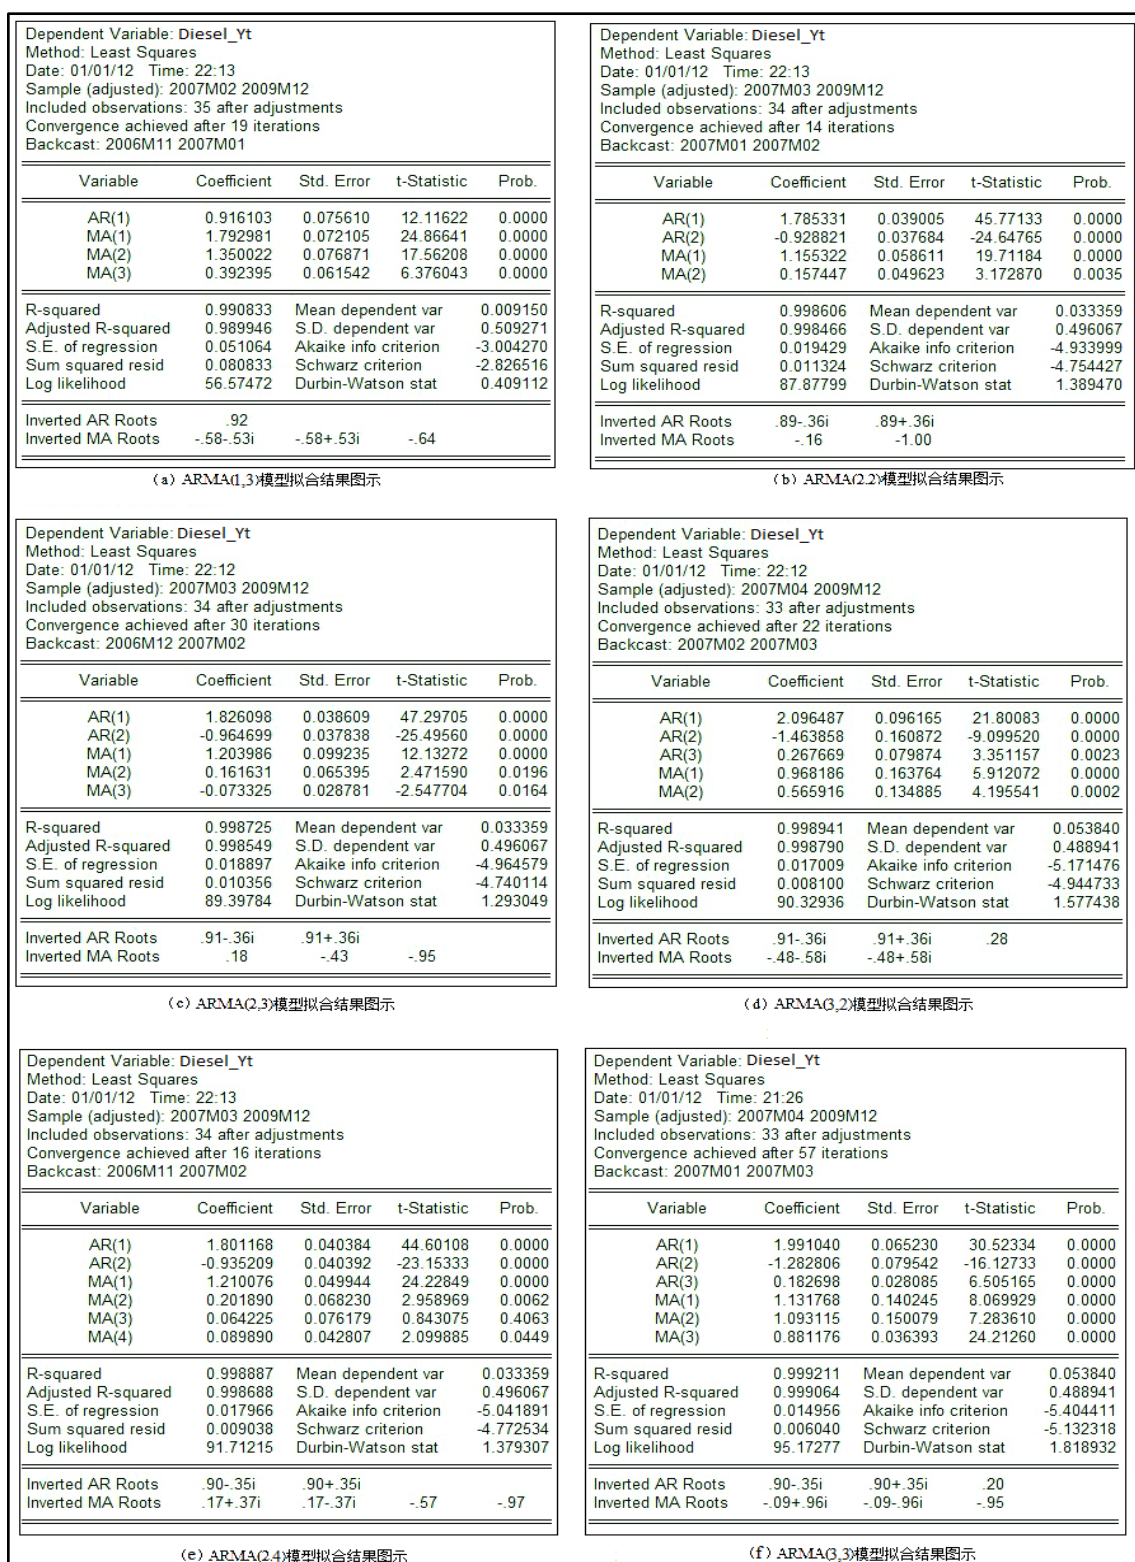 Dependent Variable: Diesel_Yt
Method: Least Squares
Date: 01/01/12 Time: 22:13
Sample (adjusted): 2007M02 2009M12
Included observations: 35 after adjustments
Convergence achieved after 19 iterations
Backcast: 2006M11 2007M01
Variable Coefficient Std. Error t-Statistic Prob.
AR(1) 0.916103 0.075610 12.11622 0.0000
MA(1) 1.792981 0.072105 24.86641 0.0000
MA(2) 1.350022 0.076871 17.56208 0.0000
MA(3) 0.392395 0.061542 6.376043 0.0000
R-squared 0.990833 Mean dependent var 0.009150
Adjusted R-squared 0.989946 S.D. dependent var 0.509271
S.E. of regression 0.051064 Akaike info criterion -3.004270
Sum squared resid 0.080833 Schwarz criterion -2.826516
Log likelihood 56.57472 Durbin-Watson stat 0.409112
Inverted AR Roots .92
Inverted MA Roots -.58-.53i -.58+.53i -.64
(a) ARMA(1,3)模型拟合结果图示
Dependent Variable: Diesel_Yt
Method: Least Squares
Date: 01/01/12 Time: 22:13
Sample (adjusted): 2007M03 2009M12
Included observations: 34 after adjustments
Convergence achieved after 14 iterations
Backcast: 2007M01 2007M02
Variable Coefficient Std. Error t-Statistic Prob.
AR(1) 1.785331 0.039005 45.77133 0.0000
AR(2) -0.928821 0.037684 -24.64765 0.0000
MA(1) 1.155322 0.058611 19.71184 0.0000
MA(2) 0.157447 0.049623 3.172870 0.0035
R-squared 0.998606 Mean dependent var 0.033359
Adjusted R-squared 0.998466 S.D. dependent var 0.496067
S.E. of regression 0.019429 Akaike info criterion -4.933999
Sum squared resid 0.011324 Schwarz criterion -4.754427
Log likelihood 87.87799 Durbin-Watson stat 1.389470
Inverted AR Roots .89-.36i .89+.36i
Inverted MA Roots -.16 -1.00
(b) ARMA(2,2)模型拟合结果图示
Dependent Variable: Diesel_Yt
Method: Least Squares
Date: 01/01/12 Time: 22:12
Sample (adjusted): 2007M03 2009M12
Included observations: 34 after adjustments
Convergence achieved after 30 iterations
Backcast: 2006M12 2007M02
Variable Coefficient Std. Error t-Statistic Prob.
AR(1) 1.826098 0.038609 47.29705 0.0000
AR(2) -0.964699 0.037838 -25.49560 0.0000
MA(1) 1.203986 0.099235 12.13272 0.0000
MA(2) 0.161631 0.065395 2.471590 0.0196
MA(3) -0.073325 0.028781 -2.547704 0.0164
R-squared 0.998725 Mean dependent var 0.033359
Adjusted R-squared 0.998549 S.D. dependent var 0.496067
S.E. of regression 0.018897 Akaike info criterion -4.964579
Sum squared resid 0.010356 Schwarz criterion -4.740114
Log likelihood 89.39784 Durbin-Watson stat 1.293049
Inverted AR Roots .91-.36i .91+.36i
Inverted MA Roots .18 -.43 -.95
(c) ARMA(2,3)模型拟合结果图示
Dependent Variable: Diesel_Yt
Method: Least Squares
Date: 01/01/12 Time: 22:12
Sample (adjusted): 2007M04 2009M12
Included observations: 33 after adjustments
Convergence achieved after 22 iterations
Backcast: 2007M02 2007M03
Variable Coefficient Std. Error t-Statistic Prob.
AR(1) 2.096487 0.096165 21.80083 0.0000
AR(2) -1.463858 0.160872 -9.099520 0.0000
AR(3) 0.267669 0.079874 3.351157 0.0023
MA(1) 0.968186 0.163764 5.912072 0.0000
MA(2) 0.565916 0.134885 4.195541 0.0002
R-squared 0.998941 Mean dependent var 0.053840
Adjusted R-squared 0.998790 S.D. dependent var 0.488941
S.E. of regression 0.017009 Akaike info criterion -5.171476
Sum squared resid 0.008100 Schwarz criterion -4.944733
Log likelihood 90.32936 Durbin-Watson stat 1.577438
Inverted AR Roots .91-.36i .91+.36i .28
Inverted MA Roots -.48-.58i -.48+.58i
(d) ARMA(3,2)模型拟合结果图示
Dependent Variable: Diesel_Yt
Method: Least Squares
Date: 01/01/12 Time: 22:13
Sample (adjusted): 2007M03 2009M12
Included observations: 34 after adjustments
Convergence achieved after 16 iterations
Backcast: 2006M11 2007M02
Variable Coefficient Std. Error t-Statistic Prob.
AR(1) 1.801168 0.040384 44.60108 0.0000
AR(2) -0.935209 0.040392 -23.15333 0.0000
MA(1) 1.210076 0.049944 24.22849 0.0000
MA(2) 0.201890 0.068230 2.958969 0.0062
MA(3) 0.064225 0.076179 0.843075 0.4063
MA(4) 0.089890 0.042807 2.099885 0.0449
R-squared 0.998887 Mean dependent var 0.033359
Adjusted R-squared 0.998688 S.D. dependent var 0.496067
S.E. of regression 0.017966 Akaike info criterion -5.041891
Sum squared resid 0.009038 Schwarz criterion -4.772534
Log likelihood 91.71215 Durbin-Watson stat 1.379307
Inverted AR Roots .90-.35i .90+.35i
Inverted MA Roots .17+.37i .17-.37i -.57 -.97
(e) ARMA(2,4)模型拟合结果图示
Dependent Variable: Diesel_Yt
Method: Least Squares
Date: 01/01/12 Time: 21:26
Sample (adjusted): 2007M04 2009M12
Included observations: 33 after adjustments
Convergence achieved after 57 iterations
Backcast: 2007M01 2007M03
Variable Coefficient Std. Error t-Statistic Prob.
AR(1) 1.991040 0.065230 30.52334 0.0000
AR(2) -1.282806 0.079542 -16.12733 0.0000
AR(3) 0.182698 0.028085 6.505165 0.0000
MA(1) 1.131768 0.140245 8.069929 0.0000
MA(2) 1.093115 0.150079 7.283610 0.0000
MA(3) 0.881176 0.036393 24.21260 0.0000
R-squared 0.999211 Mean dependent var 0.053840
Adjusted R-squared 0.999064 S.D. dependent var 0.488941
S.E. of regression 0.014956 Akaike info criterion -5.404411
Sum squared resid 0.006040 Schwarz criterion -5.132318
Log likelihood 95.17277 Durbin-Watson stat 1.818932
Inverted AR Roots .90-.35i .90+.35i .20
Inverted MA Roots -.09+.96i -.09-.96i -.95
(f) ARMA(3,3)模型拟合结果图示